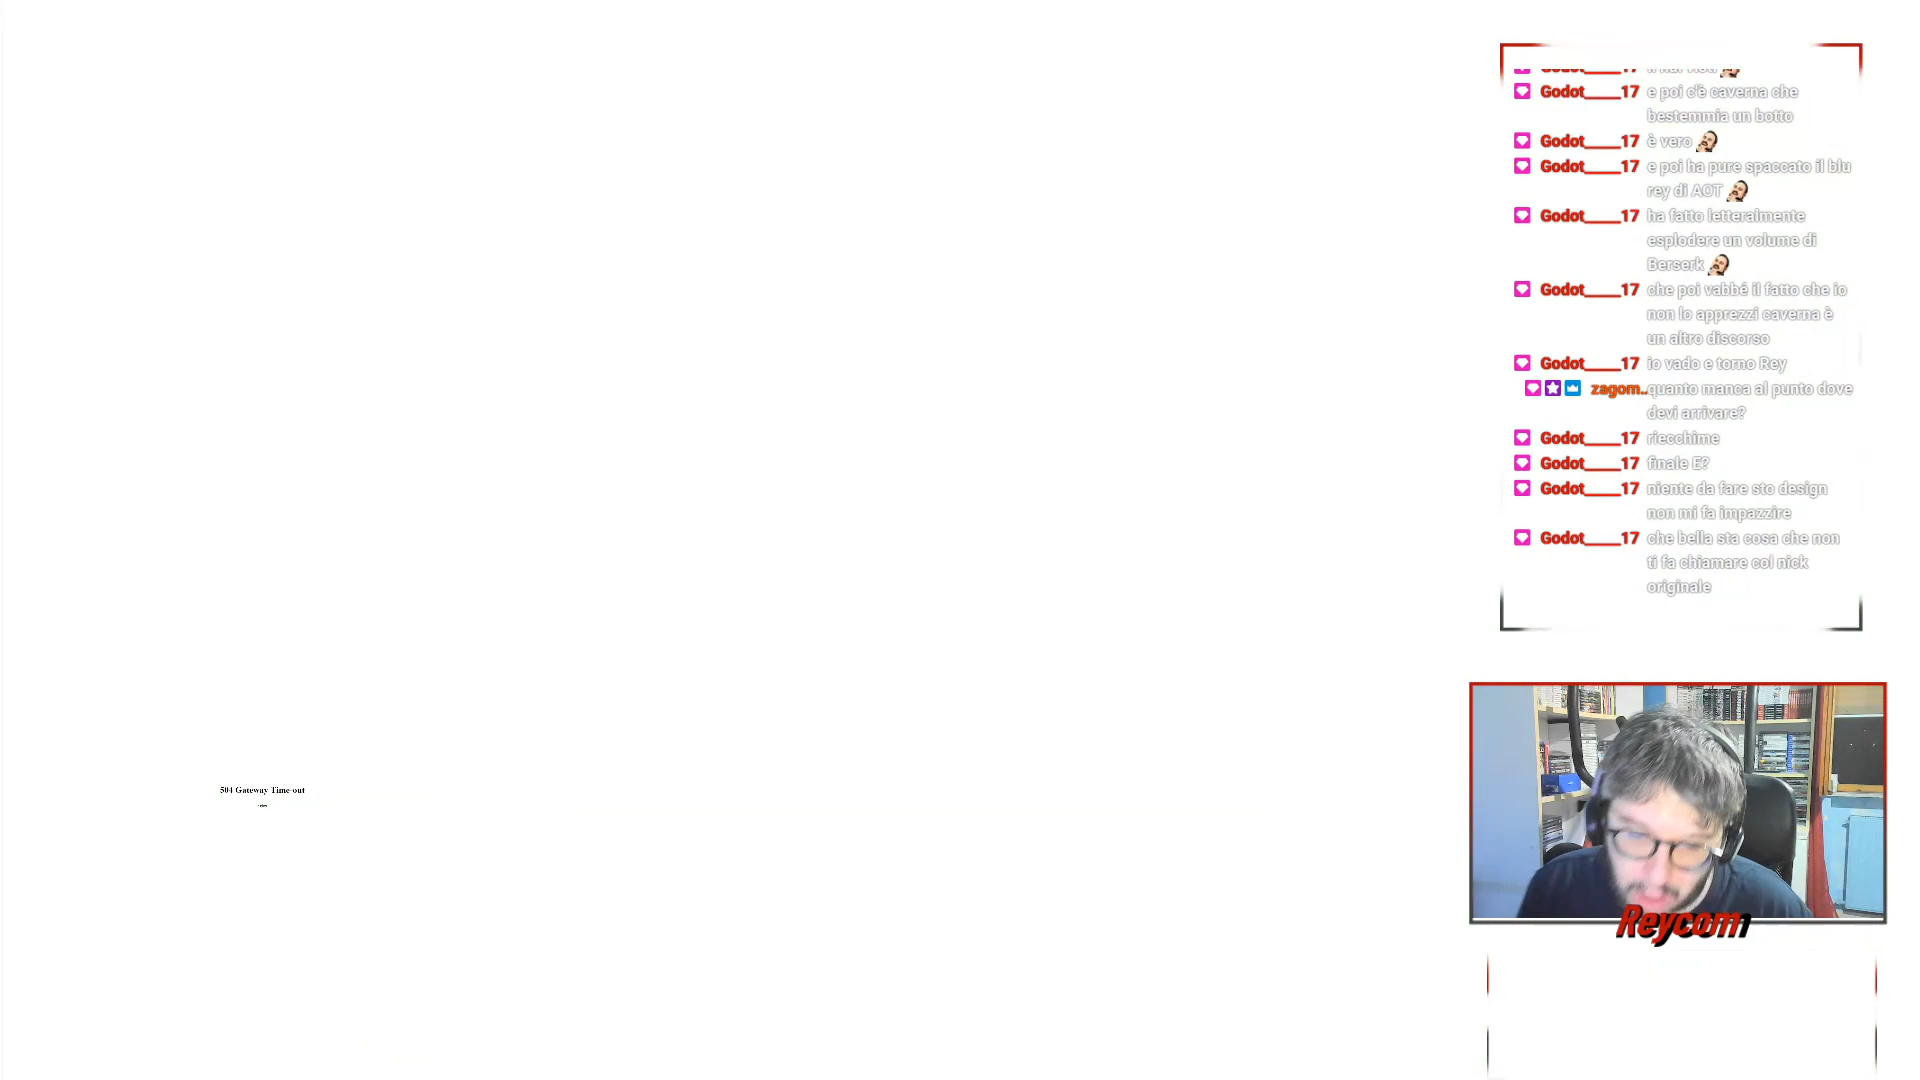 Godot____17 e poi c'è caverna che
bestemmia un botto
Godot____17 è vero
Godot____17 e poi ha pure spaccato il blu
rey di AOT
Godot____17 ha fatto letteralmente
esplodere un volume di
Berserk
Godot____17 che poi vabbé il fatto che io
non lo apprezzi caverna è
un altro discorso
Godot____17 io vado e torno Rey
zagom.. quanto manca al punto dove
devi arrivare?
Godot____17 riecchime
Godot____17 finale E?
Godot____17 niente da fare sto design
non mi fa impazzire
Godot____17 che bella sta cosa che non
ti fa chiamare col nick
originale
504 Gateway Time-out
Reycom